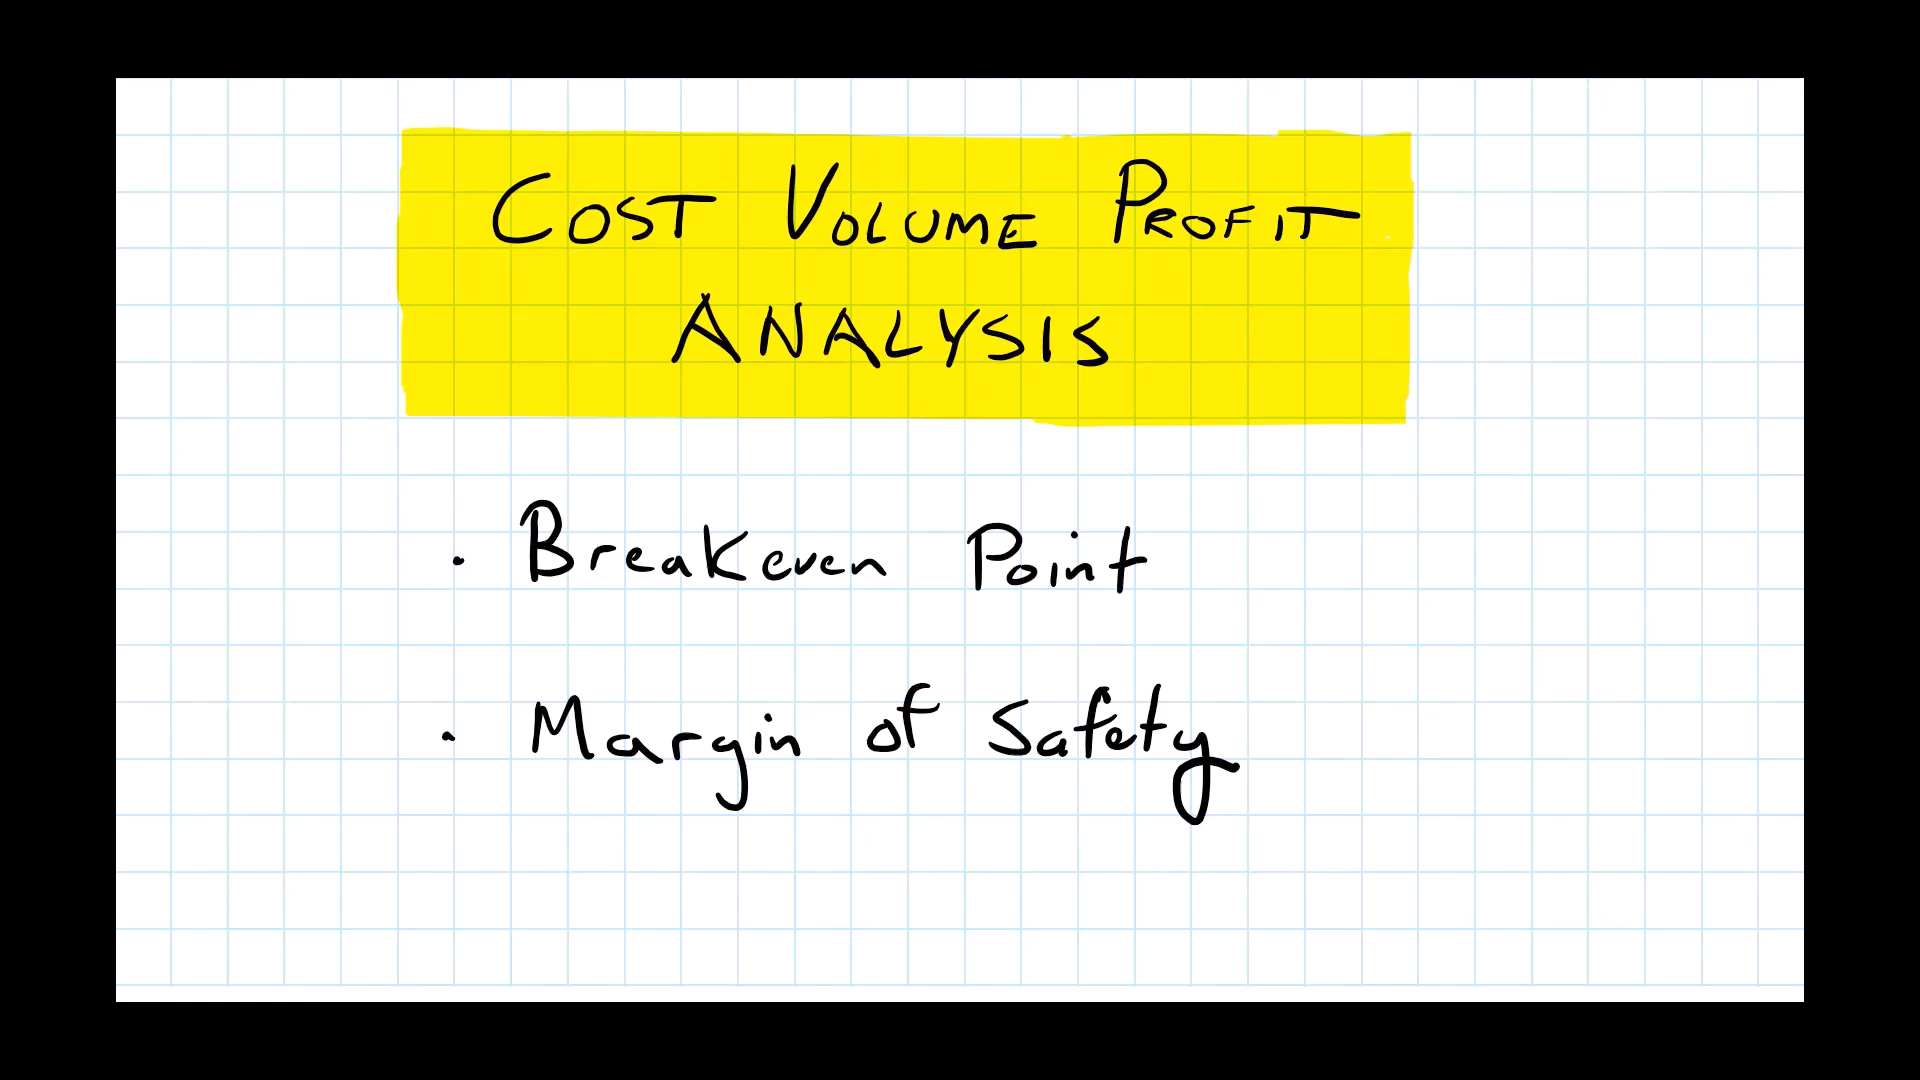 COST VOLUME PROFIT
ANALYSIS
· Breakeven Point
· Margin of Safety